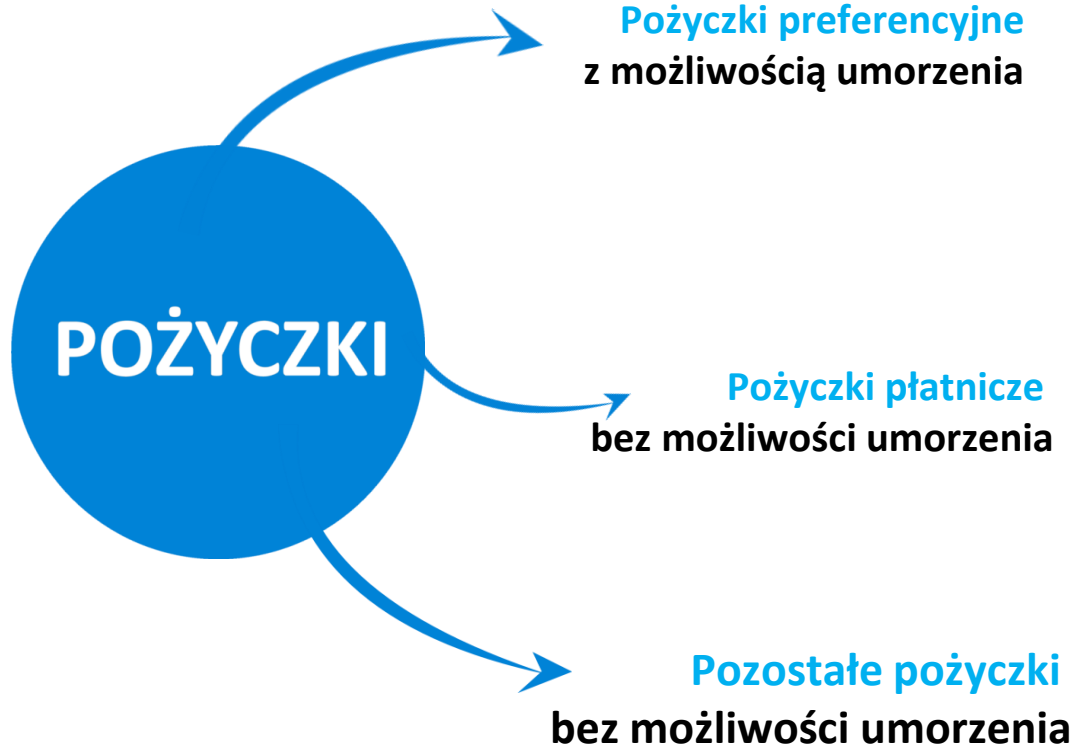 Pożyczki preferencyjne
z możliwością umorzenia
POŻYCZKI
Pożyczki płatnicze
bez możliwości umorzenia
Pozostałe pożyczki
bez możliwości umorzenia